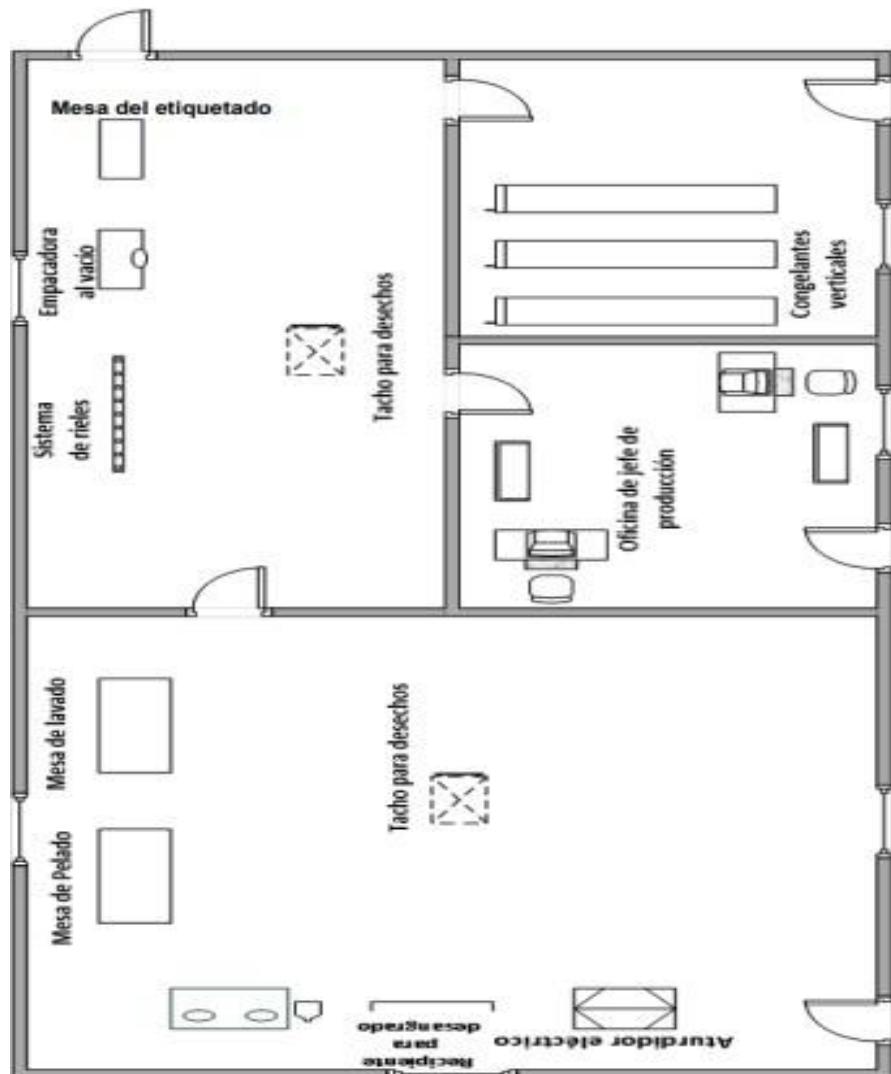 Mesa del etiquetado
Empacadora
al vacio
Sistema
de rieles
Tacho para desechos
Congelantes
verticales
Oficina de jefe de
producción
Mesa de lavado
Mesa de Pelado
Tacho para desechos
Recipiente
para
desangrado
Aturdidor eléctrico